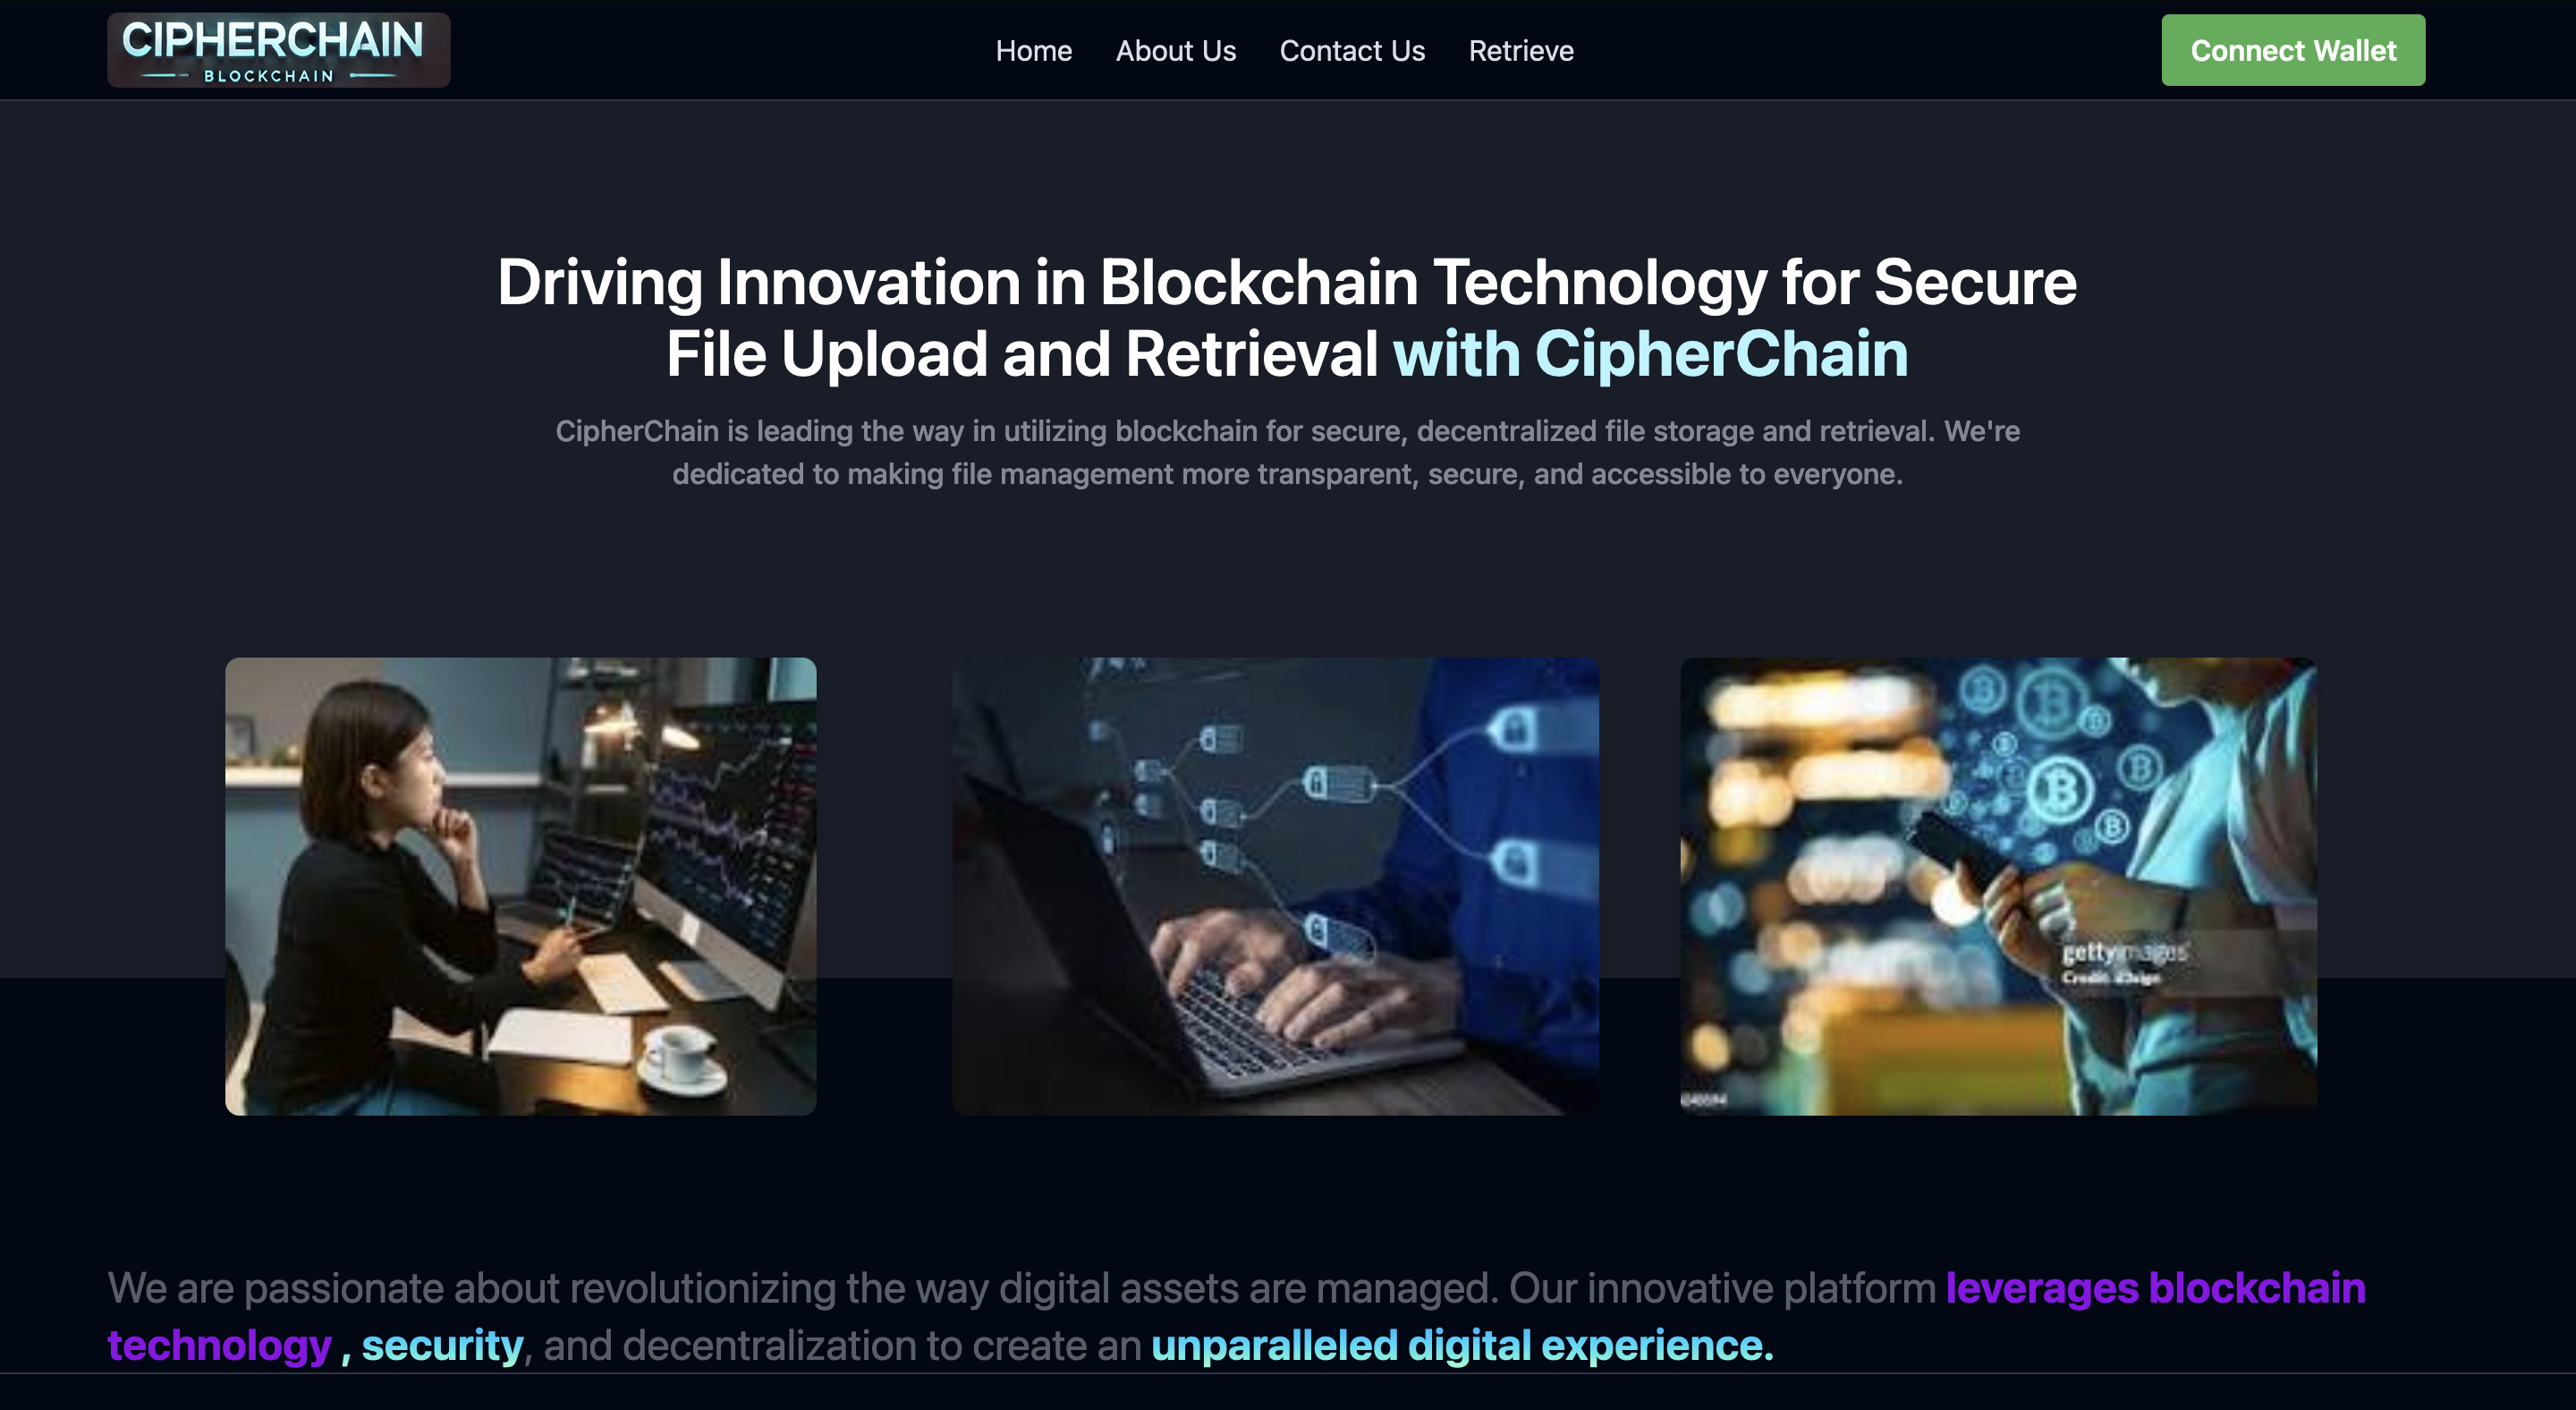 CIPHERCHAIN
BLOCKCHAIN
Home About Us Contact Us Retrieve
Connect Wallet
Driving Innovation in Blockchain Technology for Secure
File Upload and Retrieval with CipherChain
CipherChain is leading the way in utilizing blockchain for secure, decentralized file storage and retrieval. We're
dedicated to making file management more transparent, secure, and accessible to everyone.
gettyimages
We are passionate about revolutionizing the way digital assets are managed. Our innovative platform leverages blockchain
technology , security, and decentralization to create an unparalleled digital experience.